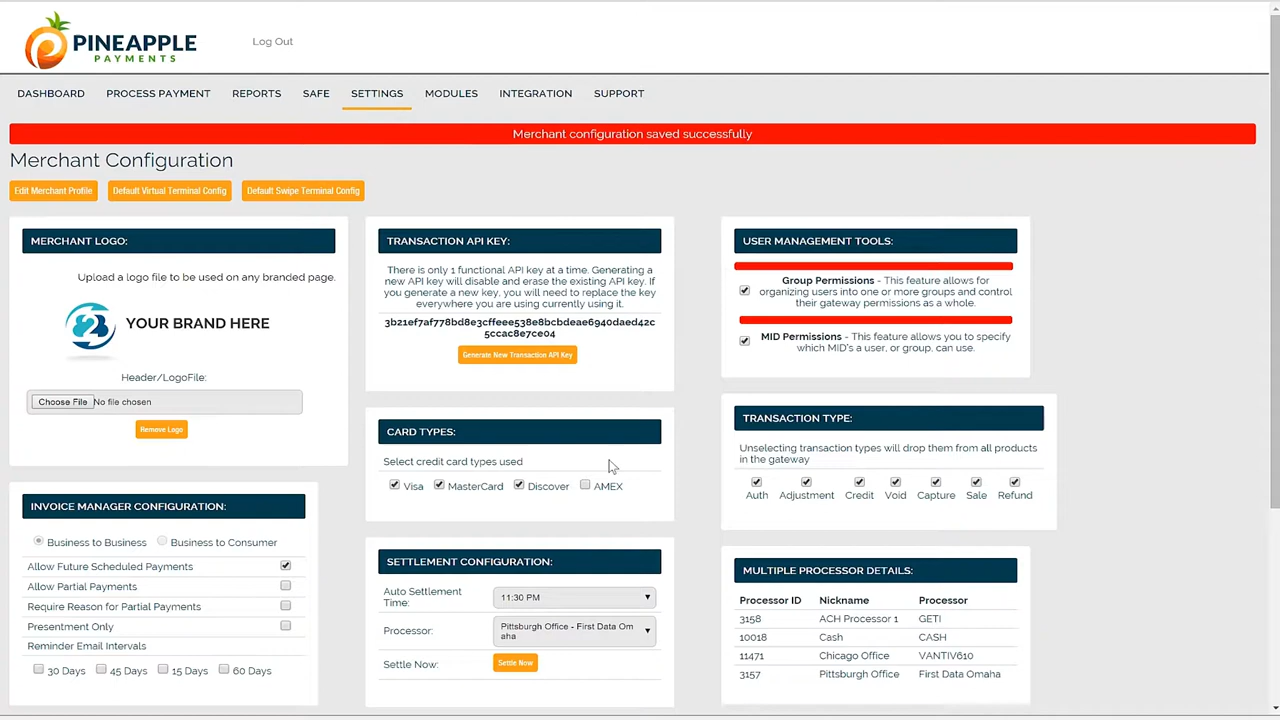 PINEAPPLE
PAYMENTS
Log Out
DASHBOARD PROCESS PAYMENT REPORTS SAFE SETTINGS MODULES INTEGRATION SUPPORT
Merchant configuration saved successfully
Merchant Configuration
Edit Merchant Profile Default Virtual Terminal Config Default Swipe Terminal Config
MERCHANT LOGO:
Upload a logo file to be used on any branded page.
YOUR BRAND HERE
Header/LogoFile:
Choose File No file chosen
Remove Logo
INVOICE MANAGER CONFIGURATION:
Business to Business Business to Consumer
Allow Future Scheduled Payments
Allow Partial Payments
Require Reason for Partial Payments
Presentment Only
Reminder Email Intervals
30 Days 45 Days 15 Days 60 Days
TRANSACTION API KEY:
There is only 1 functional API key at a time. Generating a
new API key will disable and erase the existing API key. If
you generate a new key, you will need to replace the key
everywhere you are using currently using it.
3b21ef7af778bd8e3cffeee538e8bcbdeae6940daed42c
5ccac8e7ce04
Generate New Transaction API Key
CARD TYPES:
Select credit card types used
Visa MasterCard Discover AMEX
SETTLEMENT CONFIGURATION:
Auto Settlement
Time:
11:30 PM
Processor:
Pittsburgh Office - First Data Om
aha
Settle Now:
Settle Now
USER MANAGEMENT TOOLS:
Group Permissions - This feature allows for
organizing users into one or more groups and control
their gateway permissions as a whole.
MID Permissions - This feature allows you to specify
which MID's a user, or group, can use.
TRANSACTION TYPE:
Unselecting transaction types will drop them from all products
in the gateway
Auth Adjustment Credit Void Capture Sale Refund
MULTIPLE PROCESSOR DETAILS:
Processor ID Nickname Processor
3158 ACH Processor 1 GETI
10018 Cash CASH
11471 Chicago Office VANTIV610
3157 Pittsburgh Office First Data Omaha